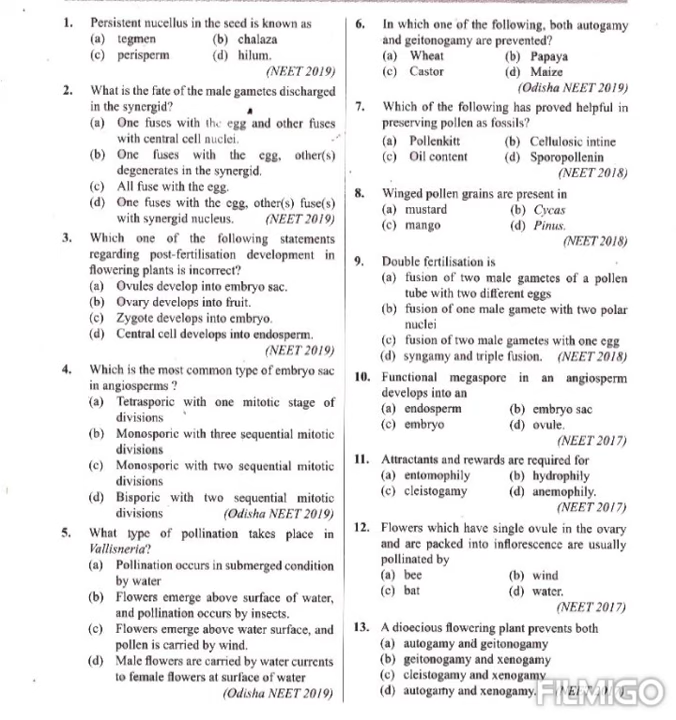 1. Persistent nucellus in the seed is known as
(a) tegmen (b) chalaza
(c) perisperm (d) hilum.
(NEET 2019)
2. What is the fate of the male gametes discharged
in the synergid?
(a) One fuses with the egg and other fuses
with central cell nuclei.
(b) One fuses with the egg, other(s)
degenerates in the synergid.
(c) All fuse with the egg.
(d) One fuses with the egg, other(s) fuse(s)
with synergid nucleus. (NEET 2019)
3. Which one of the following statements
regarding post-fertilisation development in
flowering plants is incorrect?
(a) Ovules develop into embryo sac.
(b) Ovary develops into fruit.
(c) Zygote develops into embryo.
(d) Central cell develops into endosperm.
(NEET 2019)
4. Which is the most common type of embryo sac
in angiosperms ?
(a) Tetrasporic with one mitotic stage of
divisions
(b) Monosporic with three sequential mitotic
divisions
(c) Monosporic with two sequential mitotic
divisions
(d) Bisporic with two sequential mitotic
divisions (Odisha NEET 2019)
5. What type of pollination takes place in
Vallisneria?
(a) Pollination occurs in submerged condition
by water
(b) Flowers emerge above surface of water,
and pollination occurs by insects.
(c) Flowers emerge above water surface, and
pollen is carried by wind.
(d) Male flowers are carried by water currents
to female flowers at surface of water
(Odisha NEET 2019)
6. In which one of the following, both autogamy
and geitonogamy are prevented?
(a) Wheat (b) Papaya
(c) Castor (d) Maize
(Odisha NEET 2019)
7. Which of the following has proved helpful in
preserving pollen as fossils?
(a) Pollenkitt (b) Cellulosic intine
(c) Oil content (d) Sporopollenin
(NEET 2018)
8. Winged pollen grains are present in
(a) mustard (b) Cycas
(c) mango (d) Pinus.
(NEET 2018)
9. Double fertilisation is
(a) fusion of two male gametes of a pollen
tube with two different eggs
(b) fusion of one male gamete with two polar
nuclei
(c) fusion of two male gametes with one egg
(d) syngamy and triple fusion. (NEET 2018)
10. Functional megaspore in an angiosperm
develops into an
(a) endosperm (b) embryo sac
(c) embryo (d) ovule.
(NEET 2017)
11. Attractants and rewards are required for
(a) entomophily (b) hydrophily
(c) cleistogamy (d) anemophily.
(NEET 2017)
12. Flowers which have single ovule in the ovary
and are packed into inflorescence are usually
pollinated by
(a) bee (b) wind
(c) bat (d) water.
(NEET 2017)
13. A dioecious flowering plant prevents both
(a) autogamy and geitonogamy
(b) geitonogamy and xenogamy
(c) cleistogamy and xenogamy
(d) autogamy and xenogamy.
FILMIGO